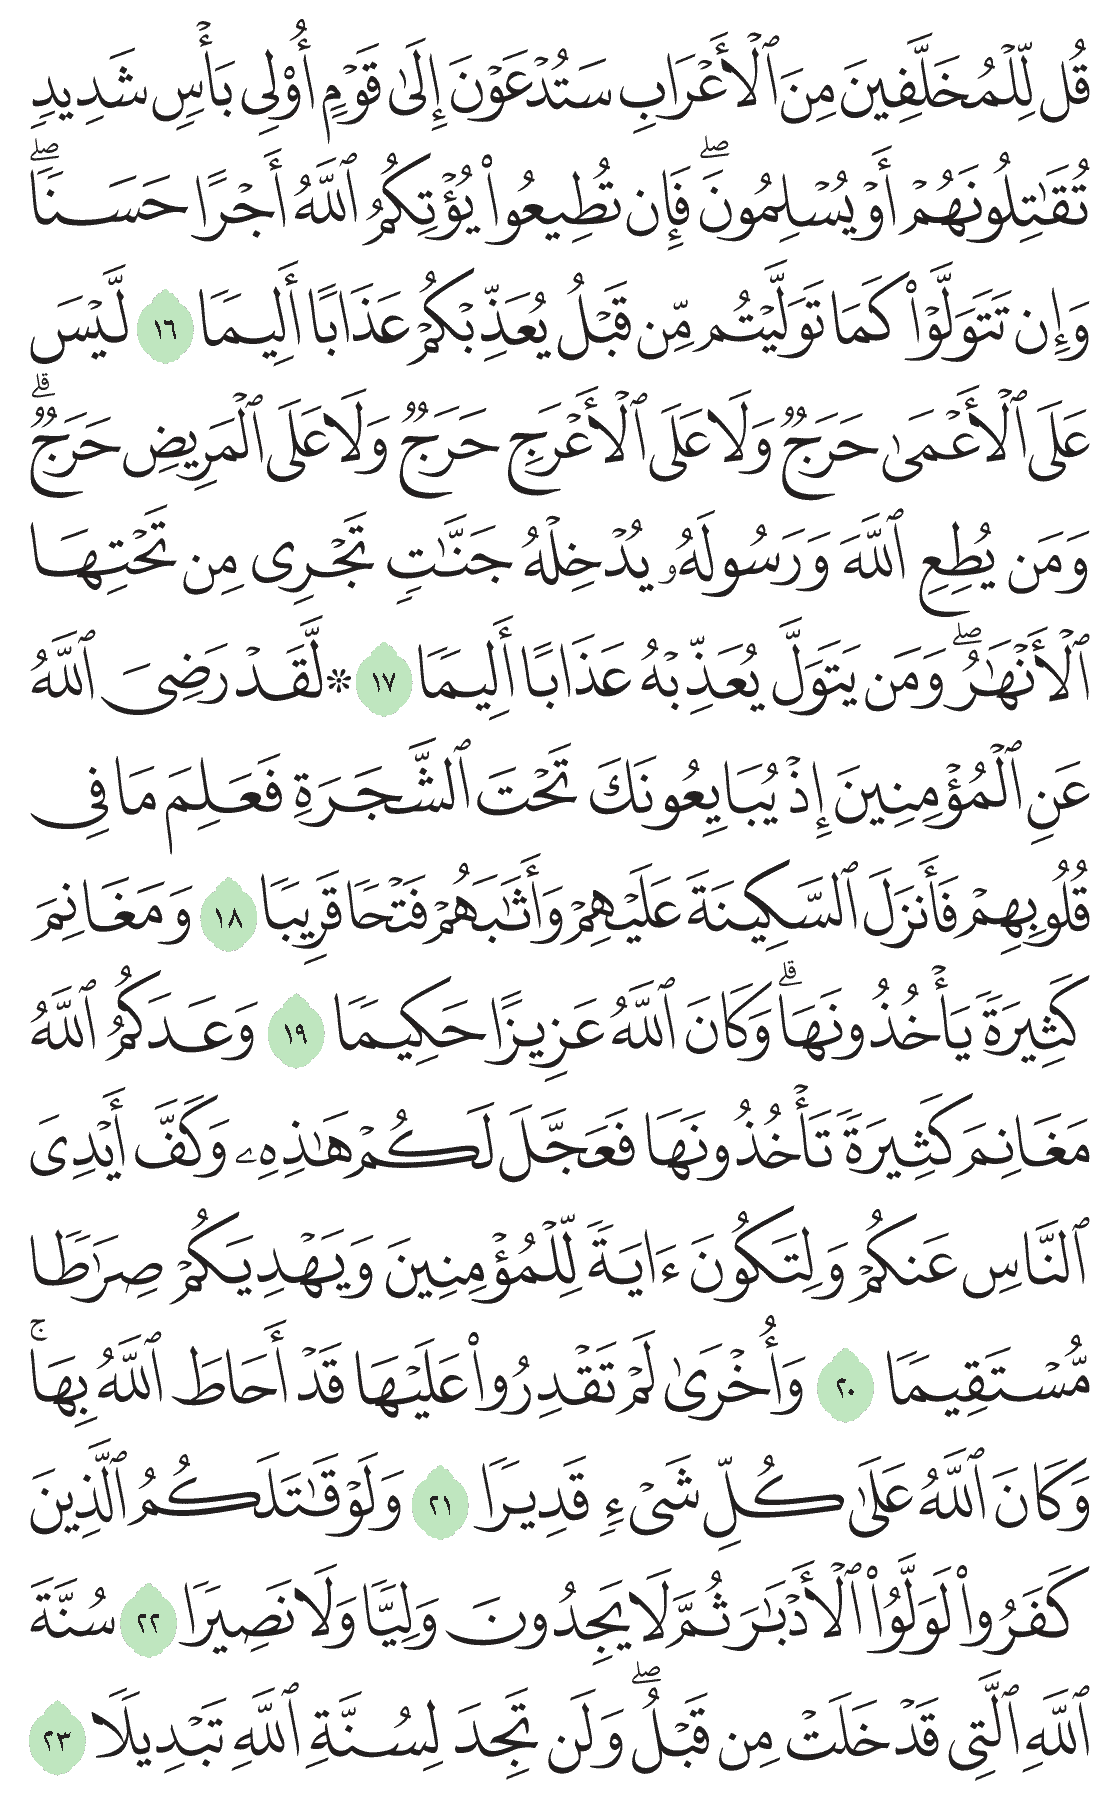 قُل لِّلْمُخَلَّفِينَ مِنَ ٱلْأَعْرَابِ سَتُدْعَوْنَ إِلَىٰ قَوْمٍ أُو۟لِى بَأْسٍ شَدِيدٍ
تُقَـٰتِلُونَهُمْ أَوْ يُسْلِمُونَ ۖ فَإِن تُطِيعُوا۟ يُؤْتِكُمُ ٱللَّهُ أَجْرًا حَسَنًا ۖ
وَإِن تَتَوَلَّوْا۟ كَمَا تَوَلَّيْتُم مِّن قَبْلُ يُعَذِّبْكُمْ عَذَابًا أَلِيمًا ١٦ لَّيْسَ
عَلَى ٱلْأَعْمَىٰ حَرَجٌ وَلَا عَلَى ٱلْأَعْرَجِ حَرَجٌ وَلَا عَلَى ٱلْمَرِيضِ حَرَجٌ ۗ
وَمَن يُطِعِ ٱللَّهَ وَرَسُولَهُۥ يُدْخِلْهُ جَنَّـٰتٍ تَجْرِى مِن تَحْتِهَا
ٱلْأَنْهَـٰرُ ۖ وَمَن يَتَوَلَّ يُعَذِّبْهُ عَذَابًا أَلِيمًا ١٧ * لَّقَدْ رَضِىَ ٱللَّهُ
عَنِ ٱلْمُؤْمِنِينَ إِذْ يُبَايِعُونَكَ تَحْتَ ٱلشَّجَرَةِ فَعَلِمَ مَا فِى
قُلُوبِهِمْ فَأَنزَلَ ٱلسَّكِينَةَ عَلَيْهِمْ وَأَثَـٰبَهُمْ فَتْحًا قَرِيبًا ١٨ وَمَغَانِمَ
كَثِيرَةً يَأْخُذُونَهَا ۗ وَكَانَ ٱللَّهُ عَزِيزًا حَكِيمًا ١٩ وَعَدَكُمُ ٱللَّهُ
مَغَانِمَ كَثِيرَةً تَأْخُذُونَهَا فَعَجَّلَ لَكُمْ هَـٰذِهِۦ وَكَفَّ أَيْدِىَ
ٱلنَّاسِ عَنكُمْ وَلِتَكُونَ ءَايَةً لِّلْمُؤْمِنِينَ وَيَهْدِيَكُمْ صِرَٰطًا
مُّسْتَقِيمًا ٢٠ وَأُخْرَىٰ لَمْ تَقْدِرُوا۟ عَلَيْهَا قَدْ أَحَاطَ ٱللَّهُ بِهَا ۚ
وَكَانَ ٱللَّهُ عَلَىٰ كُلِّ شَىْءٍ قَدِيرًا ٢١ وَلَوْ قَـٰتَلَكُمُ ٱلَّذِينَ
كَفَرُوا۟ لَوَلَّوُا۟ ٱلْأَدْبَـٰرَ ثُمَّ لَا يَجِدُونَ وَلِيًّا وَلَا نَصِيرًا ٢٢ سُنَّةَ
ٱللَّهِ ٱلَّتِى قَدْ خَلَتْ مِن قَبْلُ ۖ وَلَن تَجِدَ لِسُنَّةِ ٱللَّهِ تَبْدِيلًا ٢٣